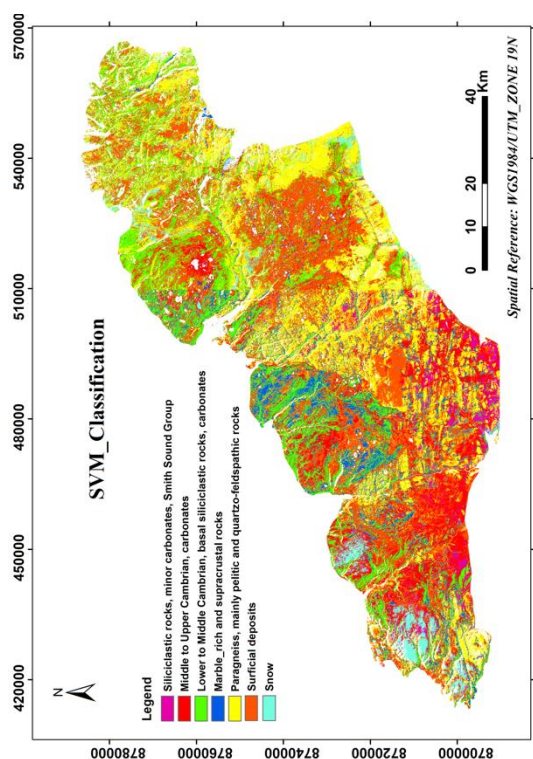 SVM_Classification
N
Legend
Siliciclastic rocks, minor carbonates, Smith Sound Group
Middle to Upper Cambrian, carbonates
Lower to Middle Cambrian, basal siliciclastic rocks, carbonates
Marble_rich and supracrustal rocks
Paragneiss, mainly pelitic and quartzo-feldspathic rocks
Surficial deposits
Snow
0 10 20 40 Km
Spatial Reference: WGS1984/UTM_ZONE 19N
420000 450000 480000 510000 540000 570000
8780000
8760000
8740000
8720000
8700000